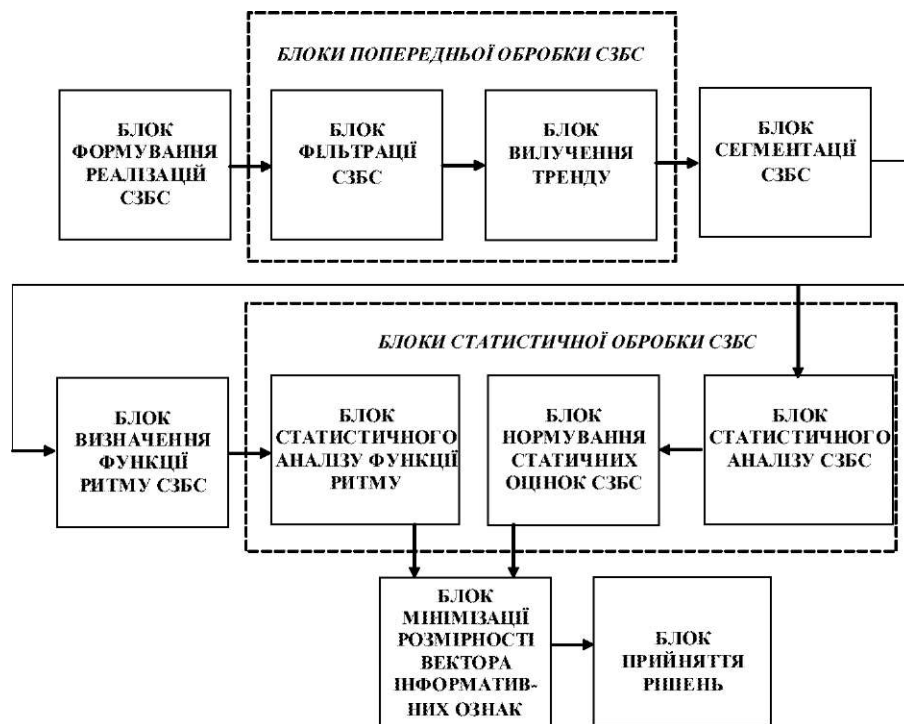 БЛОКИ ПОПЕРЕДНЬОЇ ОБРОБКИ СЗБС
БЛОК
ФОРМУВАННЯ
РЕАЛІЗАЦІЙ
СЗБС
БЛОК
ФІЛЬТРАЦІЇ
СЗБС
БЛОК
ВИЛУЧЕННЯ
ТРЕНДУ
БЛОК
СЕГМЕНТАЦІЇ
СЗБС
БЛОКИ СТАТИСТИЧНОЇ ОБРОБКИ СЗБС
БЛОК
ВИЗНАЧЕННЯ
ФУНКЦІЇ
РИТМУ СЗБС
БЛОК
СТАТИСТИЧНОГО
АНАЛІЗУ ФУНКЦІЇ
РИТМУ
БЛОК
НОРМУВАННЯ
СТАТИЧНИХ
ОЦІНОК СЗБС
БЛОК
СТАТИСТИЧНОГО
АНАЛІЗУ СЗБС
БЛОК
МІНІМІЗАЦІЇ
РОЗМІРНОСТІ
ВЕКТОРА
ІНФОРМАТИВ-
НИХ ОЗНАК
БЛОК
ПРИЙНЯТТЯ
РІШЕНЬ